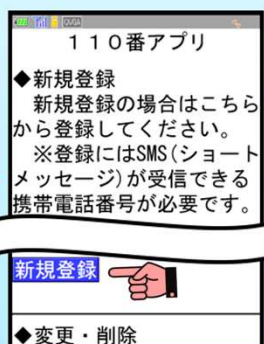 QVGA
１１０番アプリ
◆新規登録
　新規登録の場合はこちら
から登録してください。
　※登録にはSMS(ショート
メッセージ)が受信できる
携帯電話番号が必要です。
新規登録
◆変更・削除